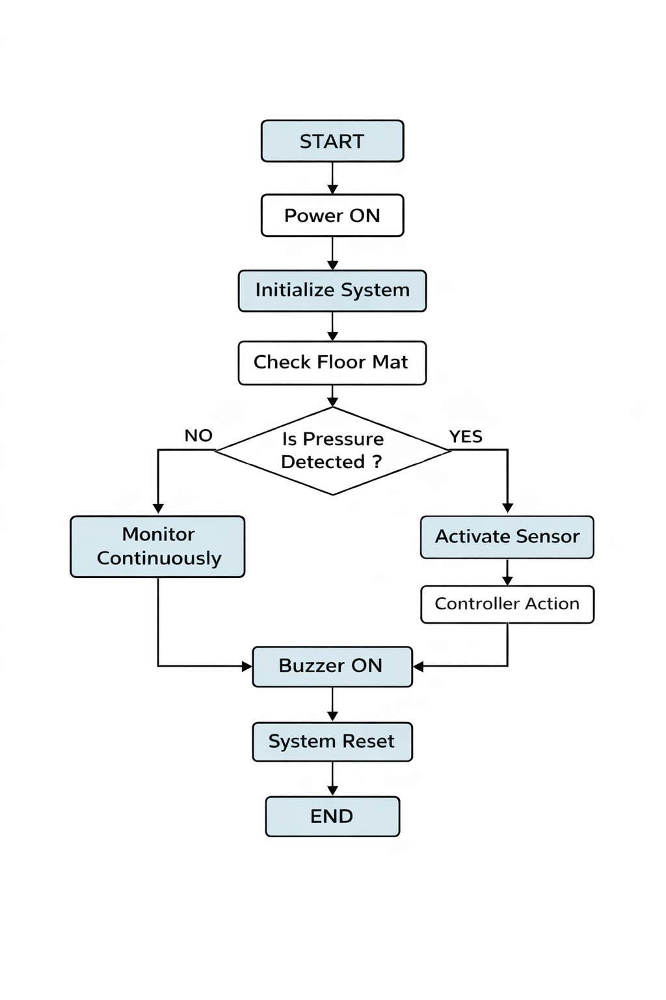 START
Power ON
Initialize System
Check Floor Mat
Is Pressure
Detected ?
NO
YES
Monitor
Continuously
Activate Sensor
Controller Action
Buzzer ON
System Reset
END